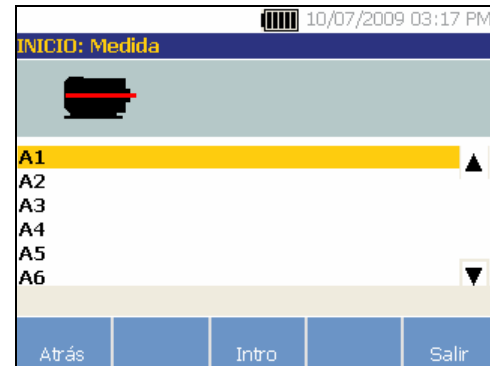 10/07/2009 03:17 PM
INICIO: Medida
A1
A2
A3
A4
A5
A6
Atrás Intro Salir